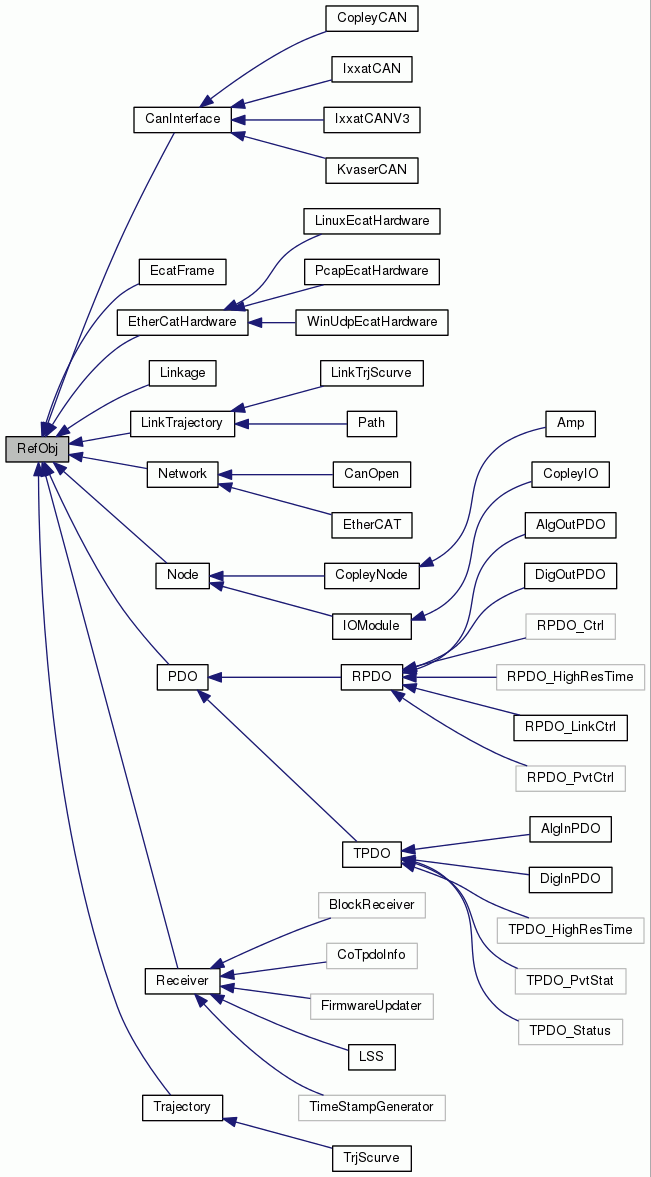 CopleyCAN
IxxatCAN
CanInterface
IxxatCANV3
KvaserCAN
LinuxEcatHardware
EcatFrame
PcapEcatHardware
EtherCatHardware
WinUdpEcatHardware
Linkage
LinkTrjScurve
LinkTrajectory
Path
Amp
RefObj
Network
CanOpen
CopleyIO
EtherCAT
AlgOutPDO
Node
CopleyNode
DigOutPDO
IOModule
RPDO_Ctrl
PDO
RPDO
RPDO_HighResTime
RPDO_LinkCtrl
RPDO_PvtCtrl
AlgInPDO
TPDO
DigInPDO
BlockReceiver
TPDO_HighResTime
CoTpdoInfo
Receiver
TPDO_PvtStat
FirmwareUpdater
TPDO_Status
LSS
Trajectory
TimeStampGenerator
TrjScurve